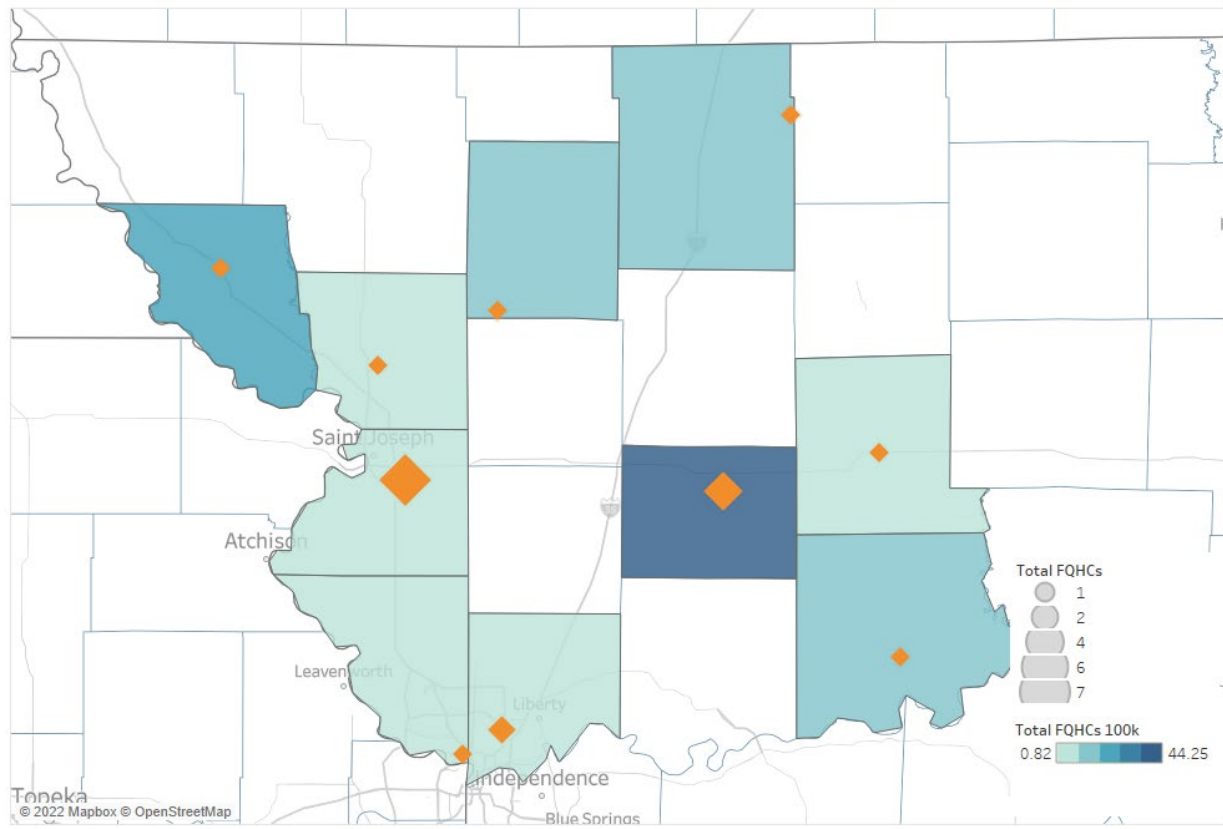 Saint Joseph
Atchison
Leavenworth
Liberty
Independence
Topeka
Blue Springs
© 2022 Mapbox © OpenStreetMap
Total FQHCs
1
2
4
6
7
Total FQHCs 100k
0.82 44.25